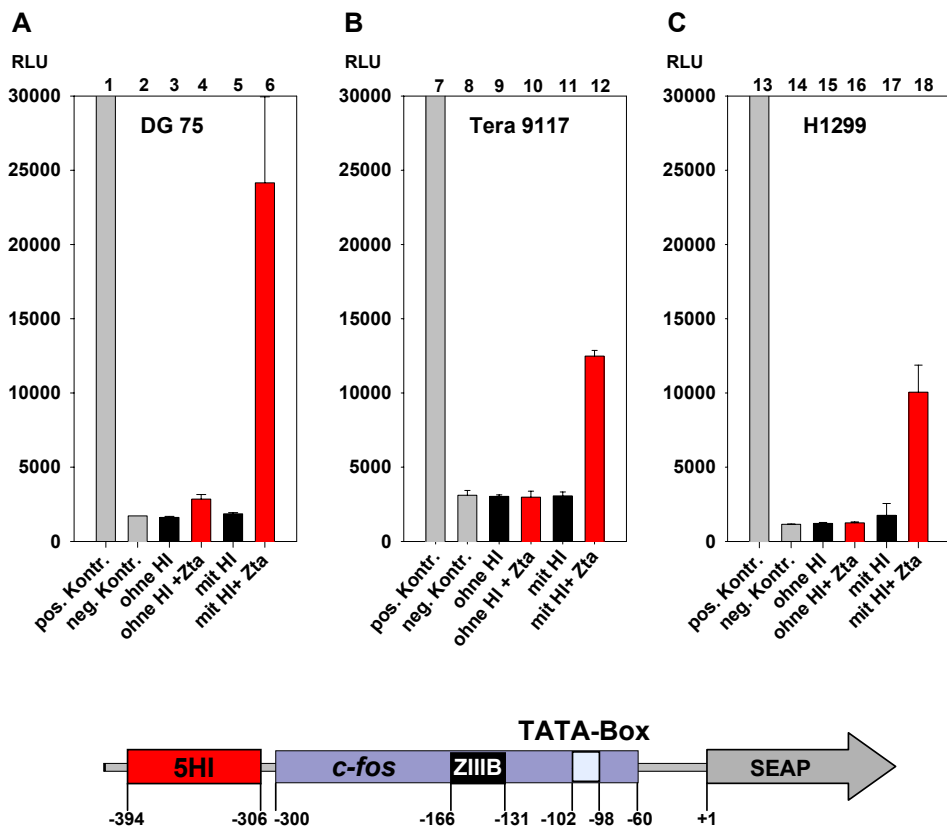 A
RLU
1 2 3 4 5 6
DG 75
30000
25000
20000
15000
10000
5000
0
pos. Kontr.
neg. Kontr.
ohne HI
ohne HI +Zta
mit HI
mit HI+ Zta
B
RLU
7 8 9 10 11 12
Tera 9117
30000
25000
20000
15000
10000
5000
0
pos. Kontr.
neg. Kontr.
ohne HI
ohne HI + Zta
mit HI
mit HI+ Zta
C
RLU
13 14 15 16 17 18
H1299
30000
25000
20000
15000
10000
5000
0
pos. Kontr.
neg. Kontr.
ohne HI
ohne HI+ Zta
mit HI
mit HI+ Zta
TATA-Box
5HI c-fos ZIIIB SEAP
-394 -306 -300 -166 -131 -102 -98 -60 +1